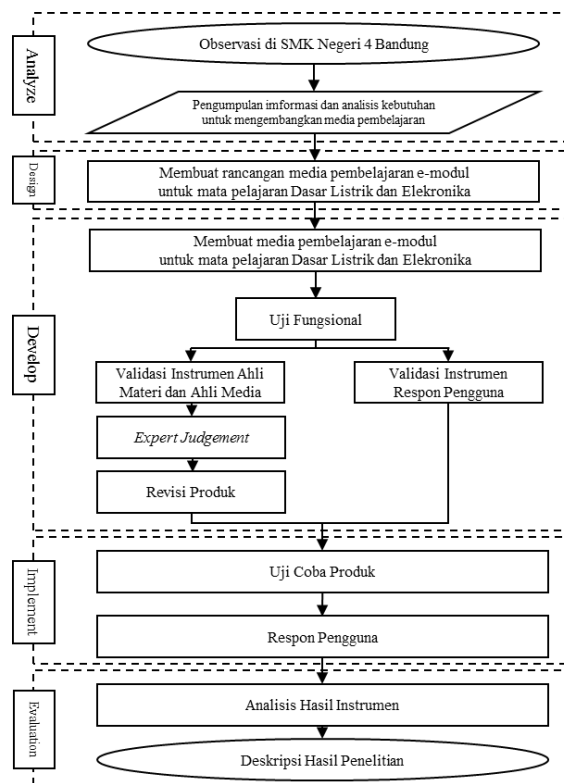 Analyze
Observasi di SMK Negeri 4 Bandung
Pengumpulan imformasi dan analisis kebutuhan
untuk mengembangkan media pembelajaran
Design
Membuat rancangan media pembelajaran e-modul
untuk mata pelajaran Dasar Listrik dan Elekronika
Develop
Membuat media pembelajaran e-modul
untuk mata pelajaran Dasar Listrik dan Elekronika
Uji Fungsional
Validasi Instrumen Ahli
Materi dan Ahli Media
Validasi Instrumen
Respon Pengguna
Expert Judgement
Revisi Produk
Implement
Uji Coba Produk
Respon Pengguna
Evaluation
Analisis Hasil Instrumen
Deskripsi Hasil Penelitian